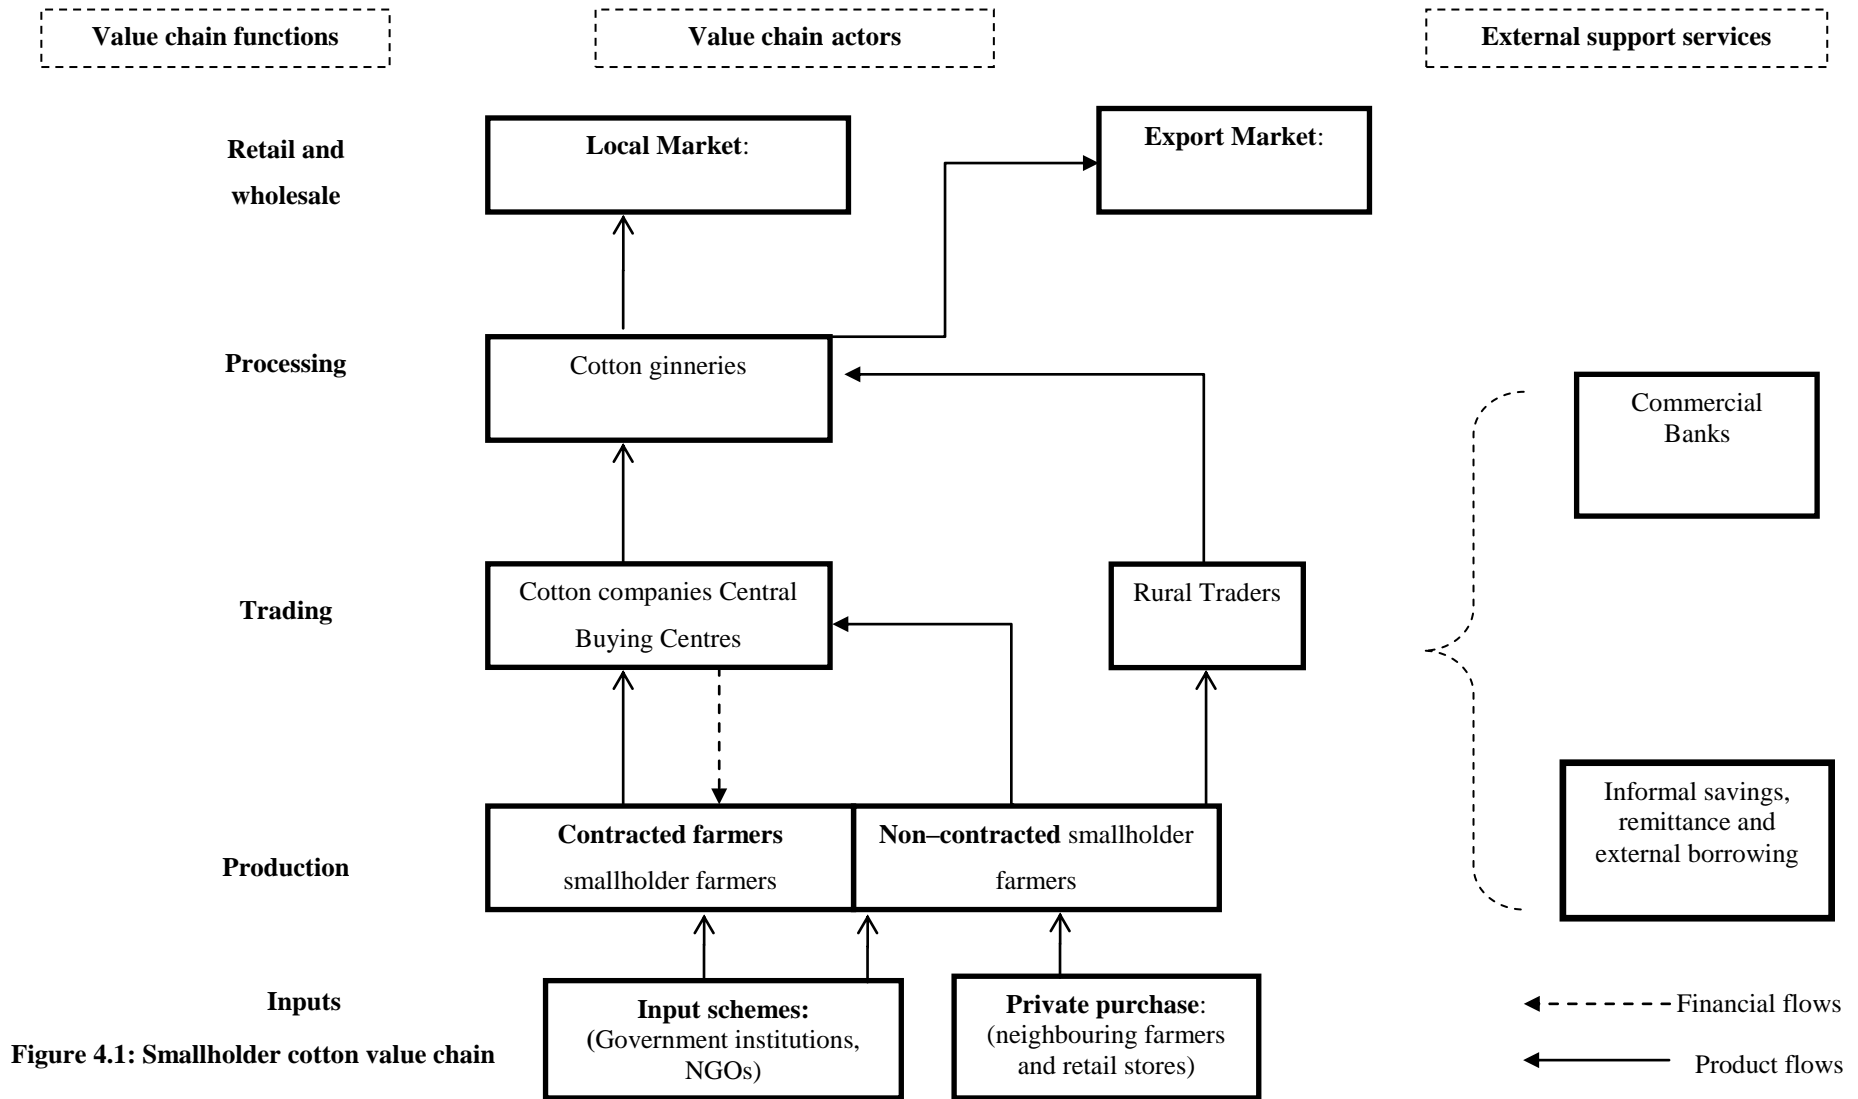 Value chain functions
Value chain actors
External support services
Retail and
wholesale
Local Market:
Export Market:
Processing
Cotton ginneries
Commercial
Banks
Trading
Cotton companies Central
Buying Centres
Rural Traders
Production
Contracted farmers
smallholder farmers
Non–contracted smallholder
farmers
Informal savings,
remittance and
external borrowing
Inputs
Input schemes:
(Government institutions,
NGOs)
Private purchase:
(neighbouring farmers
and retail stores)
Financial flows
Product flows
Figure 4.1: Smallholder cotton value chain